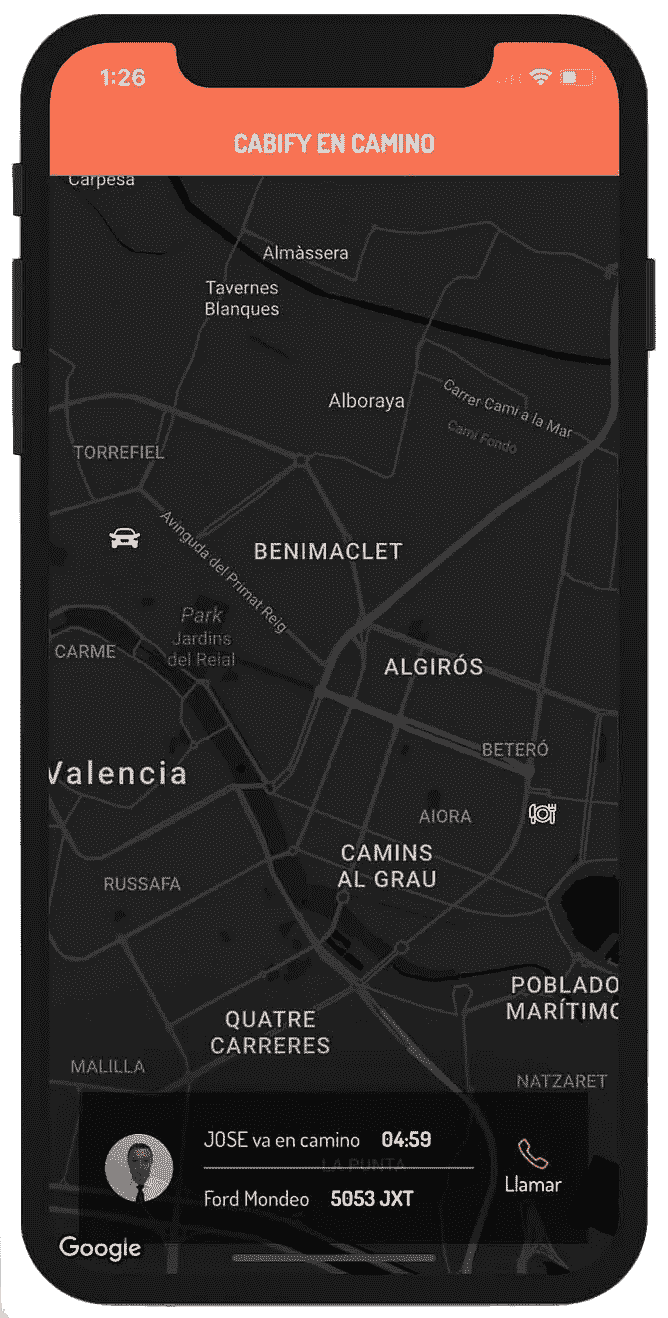 1:26
CABIFY EN CAMINO
Carpesa
Almàssera
Tavernes
Blanques
Alboraya
Carrer Camí a la Mar
Camí Fondo
TORREFIEL
Avinguda del Primat Reig
BENIMACLET
Park
Jardins
del Reial
CARME
ALGIRÓS
BETERÓ
Valencia
AIORA
CAMINS
AL GRAU
RUSSAFA
POBLADO
MARÍTIMO
QUATRE
CARRERES
MALILLA
NATZARET
JOSE va en camino 04:59
LA PUNTA
Ford Mondeo 5053 JXT
Llamar
Google